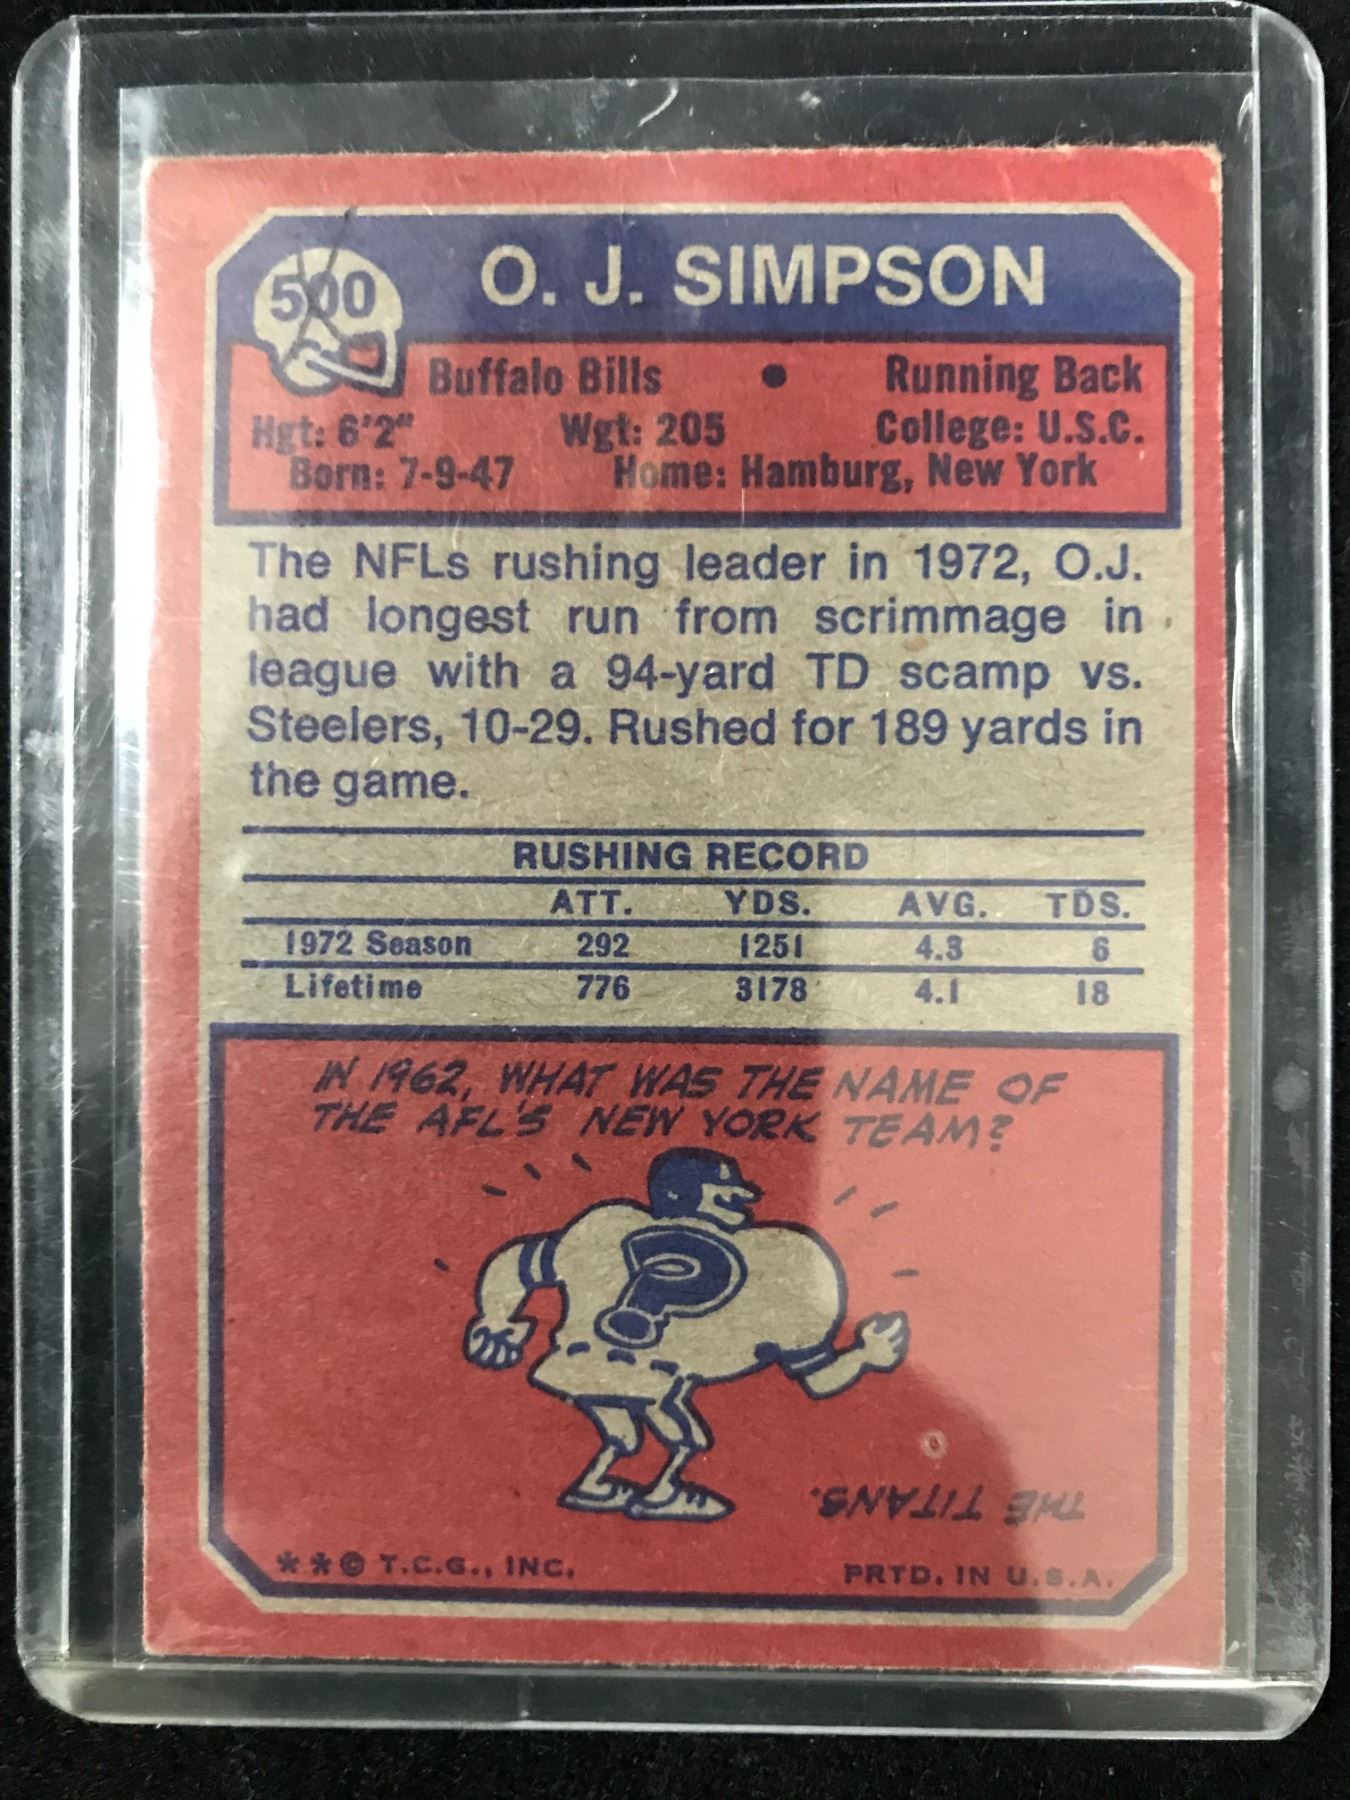 500
O. J. SIMPSON
Buffalo Bills • Running Back
Hgt: 6'2" Wgt: 205 College: U.S.C.
Born: 7-9-47 Home: Hamburg, New York
The NFLs rushing leader in 1972, O.J.
had longest run from scrimmage in
league with a 94-yard TD scamp vs.
Steelers, 10-29. Rushed for 189 yards in
the game.
RUSHING RECORD
ATT. YDS. AVG. TDS.
1972 Season 292 1251 4.3 6
Lifetime 776 3178 4.1 18
IN 1962, WHAT WAS THE NAME OF
THE AFL'S NEW YORK TEAM?
?
THE TITANS.
**© T.C.G., INC. PRTD. IN U.S.A.